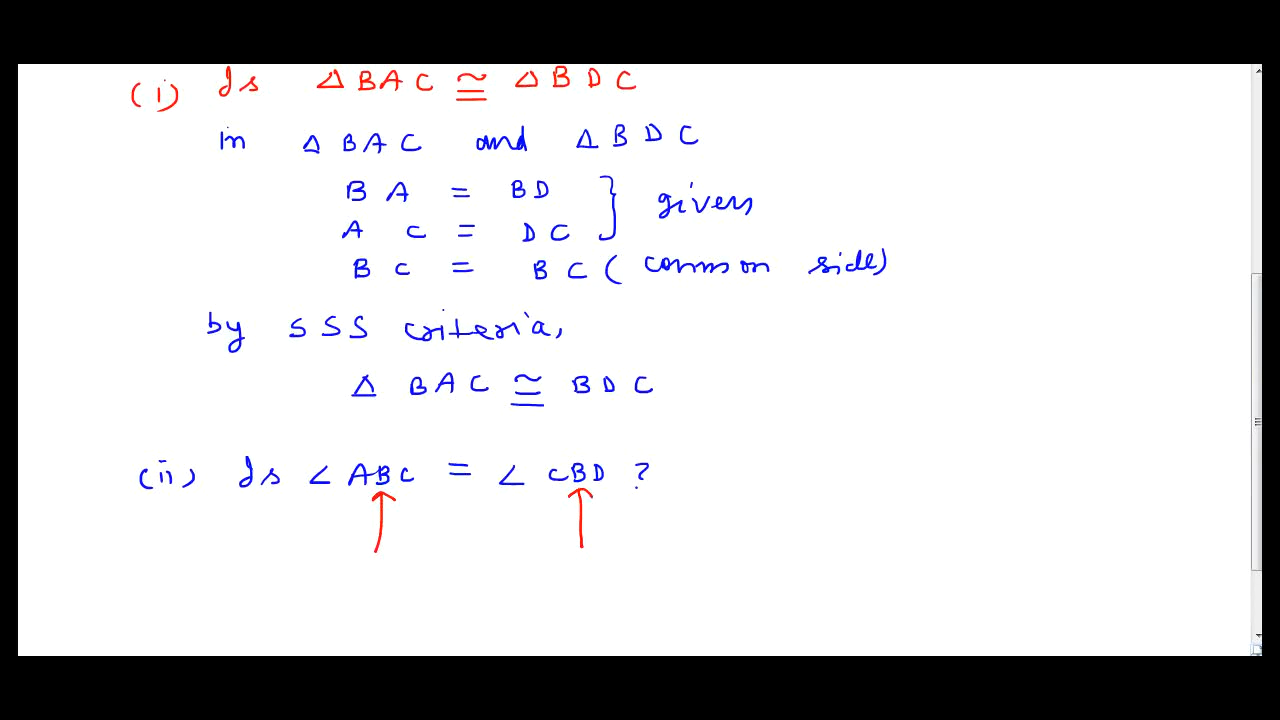 (i) Is △ BAC ≅ △ BDC
In △ BAC and △ BDC
BA = BD } given
AC = DC
BC = BC (common side)
by SSS criteria,
△ BAC ≅ BDC
(ii) Is ∠ ABC = ∠ CBD ?